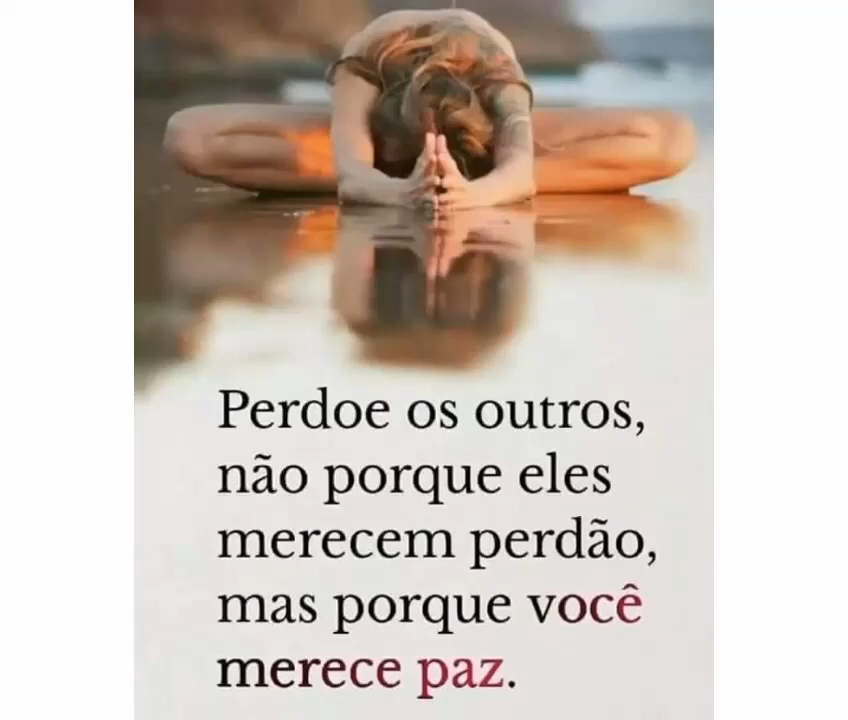 Perdoe os outros,
não porque eles
merecem perdão,
mas porque você
merece paz.